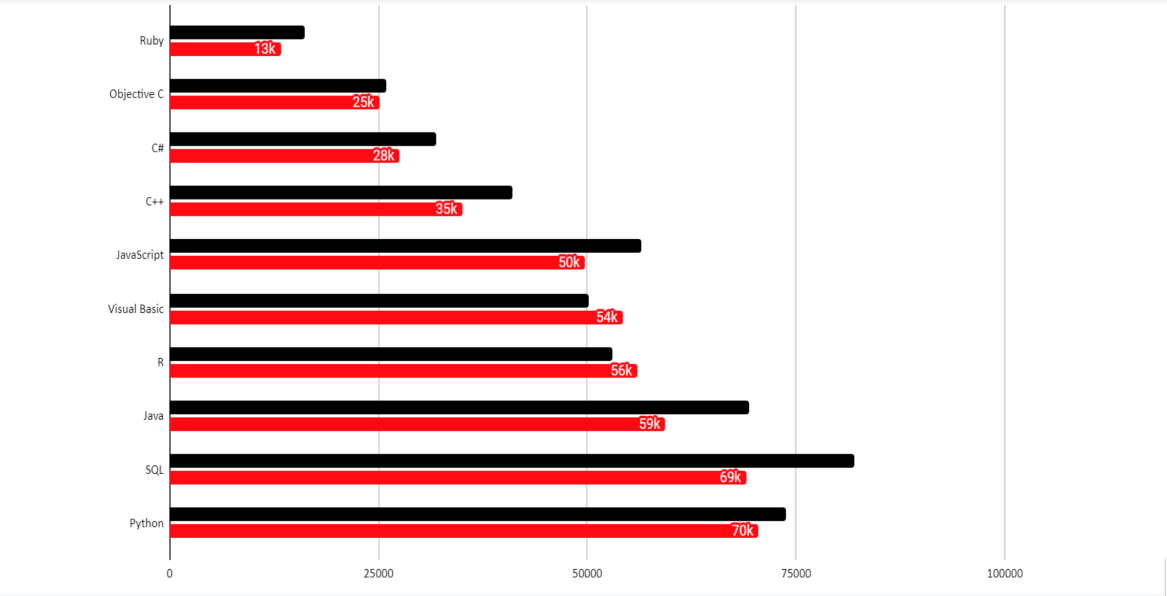 Ruby
13k
Objective C
25k
C#
28k
C++
35k
JavaScript
50k
Visual Basic
54k
R
56k
Java
59k
SQL
69k
Python
70k
0 25000 50000 75000 100000